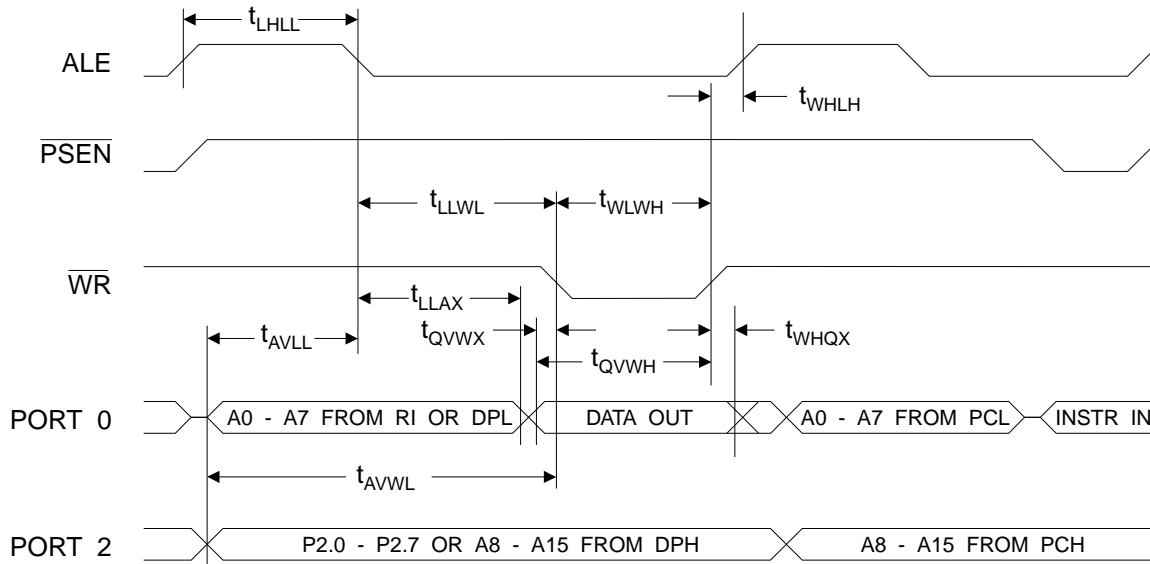 tLHLL
ALE
tWHLH
PSEN
tLLWL
tWLWH
WR
tLLAX
tQVWX
tWHQX
tAVLL
tQVWH
PORT 0
A0 - A7 FROM RI OR DPL
DATA OUT
A0 - A7 FROM PCL
INSTR IN
tAVWL
PORT 2
P2.0 - P2.7 OR A8 - A15 FROM DPH
A8 - A15 FROM PCH